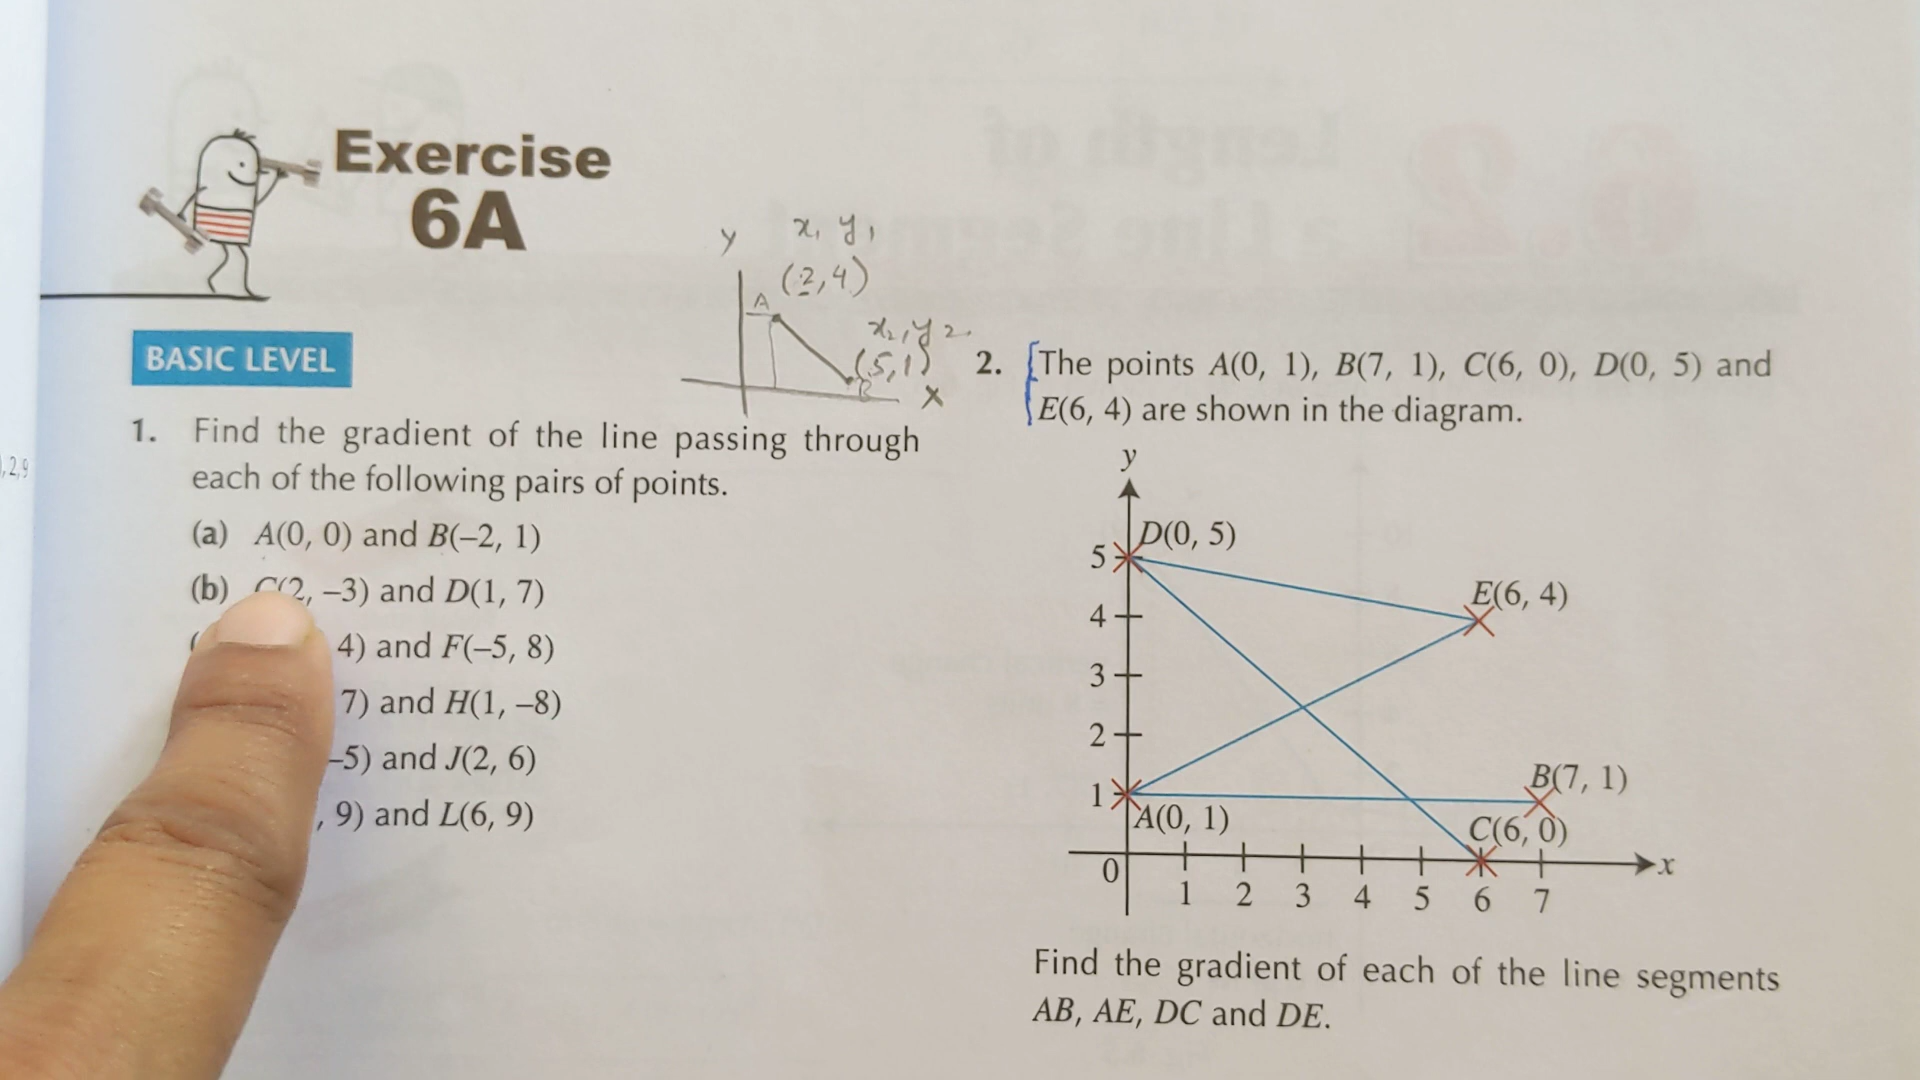 Exercise
6A
y
x₁ y₁
(2,4)
A
x₂, y₂
(5,1)
B
x
BASIC LEVEL
1. Find the gradient of the line passing through
each of the following pairs of points.
(a) A(0, 0) and B(–2, 1)
(b) C(2, –3) and D(1, 7)
4) and F(–5, 8)
7) and H(1, –8)
–5) and J(2, 6)
, 9) and L(6, 9)
,2,9
2. The points A(0, 1), B(7, 1), C(6, 0), D(0, 5) and
E(6, 4) are shown in the diagram.
y
D(0, 5)
5
E(6, 4)
4
3
2
B(7, 1)
1
A(0, 1)
C(6, 0)
x
0 1 2 3 4 5 6 7
Find the gradient of each of the line segments
AB, AE, DC and DE.